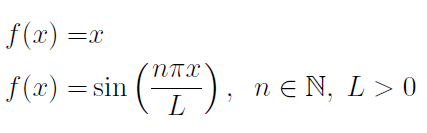 f(x) =x
f(x) = sin (nπx/L), n ∈ ℕ, L > 0